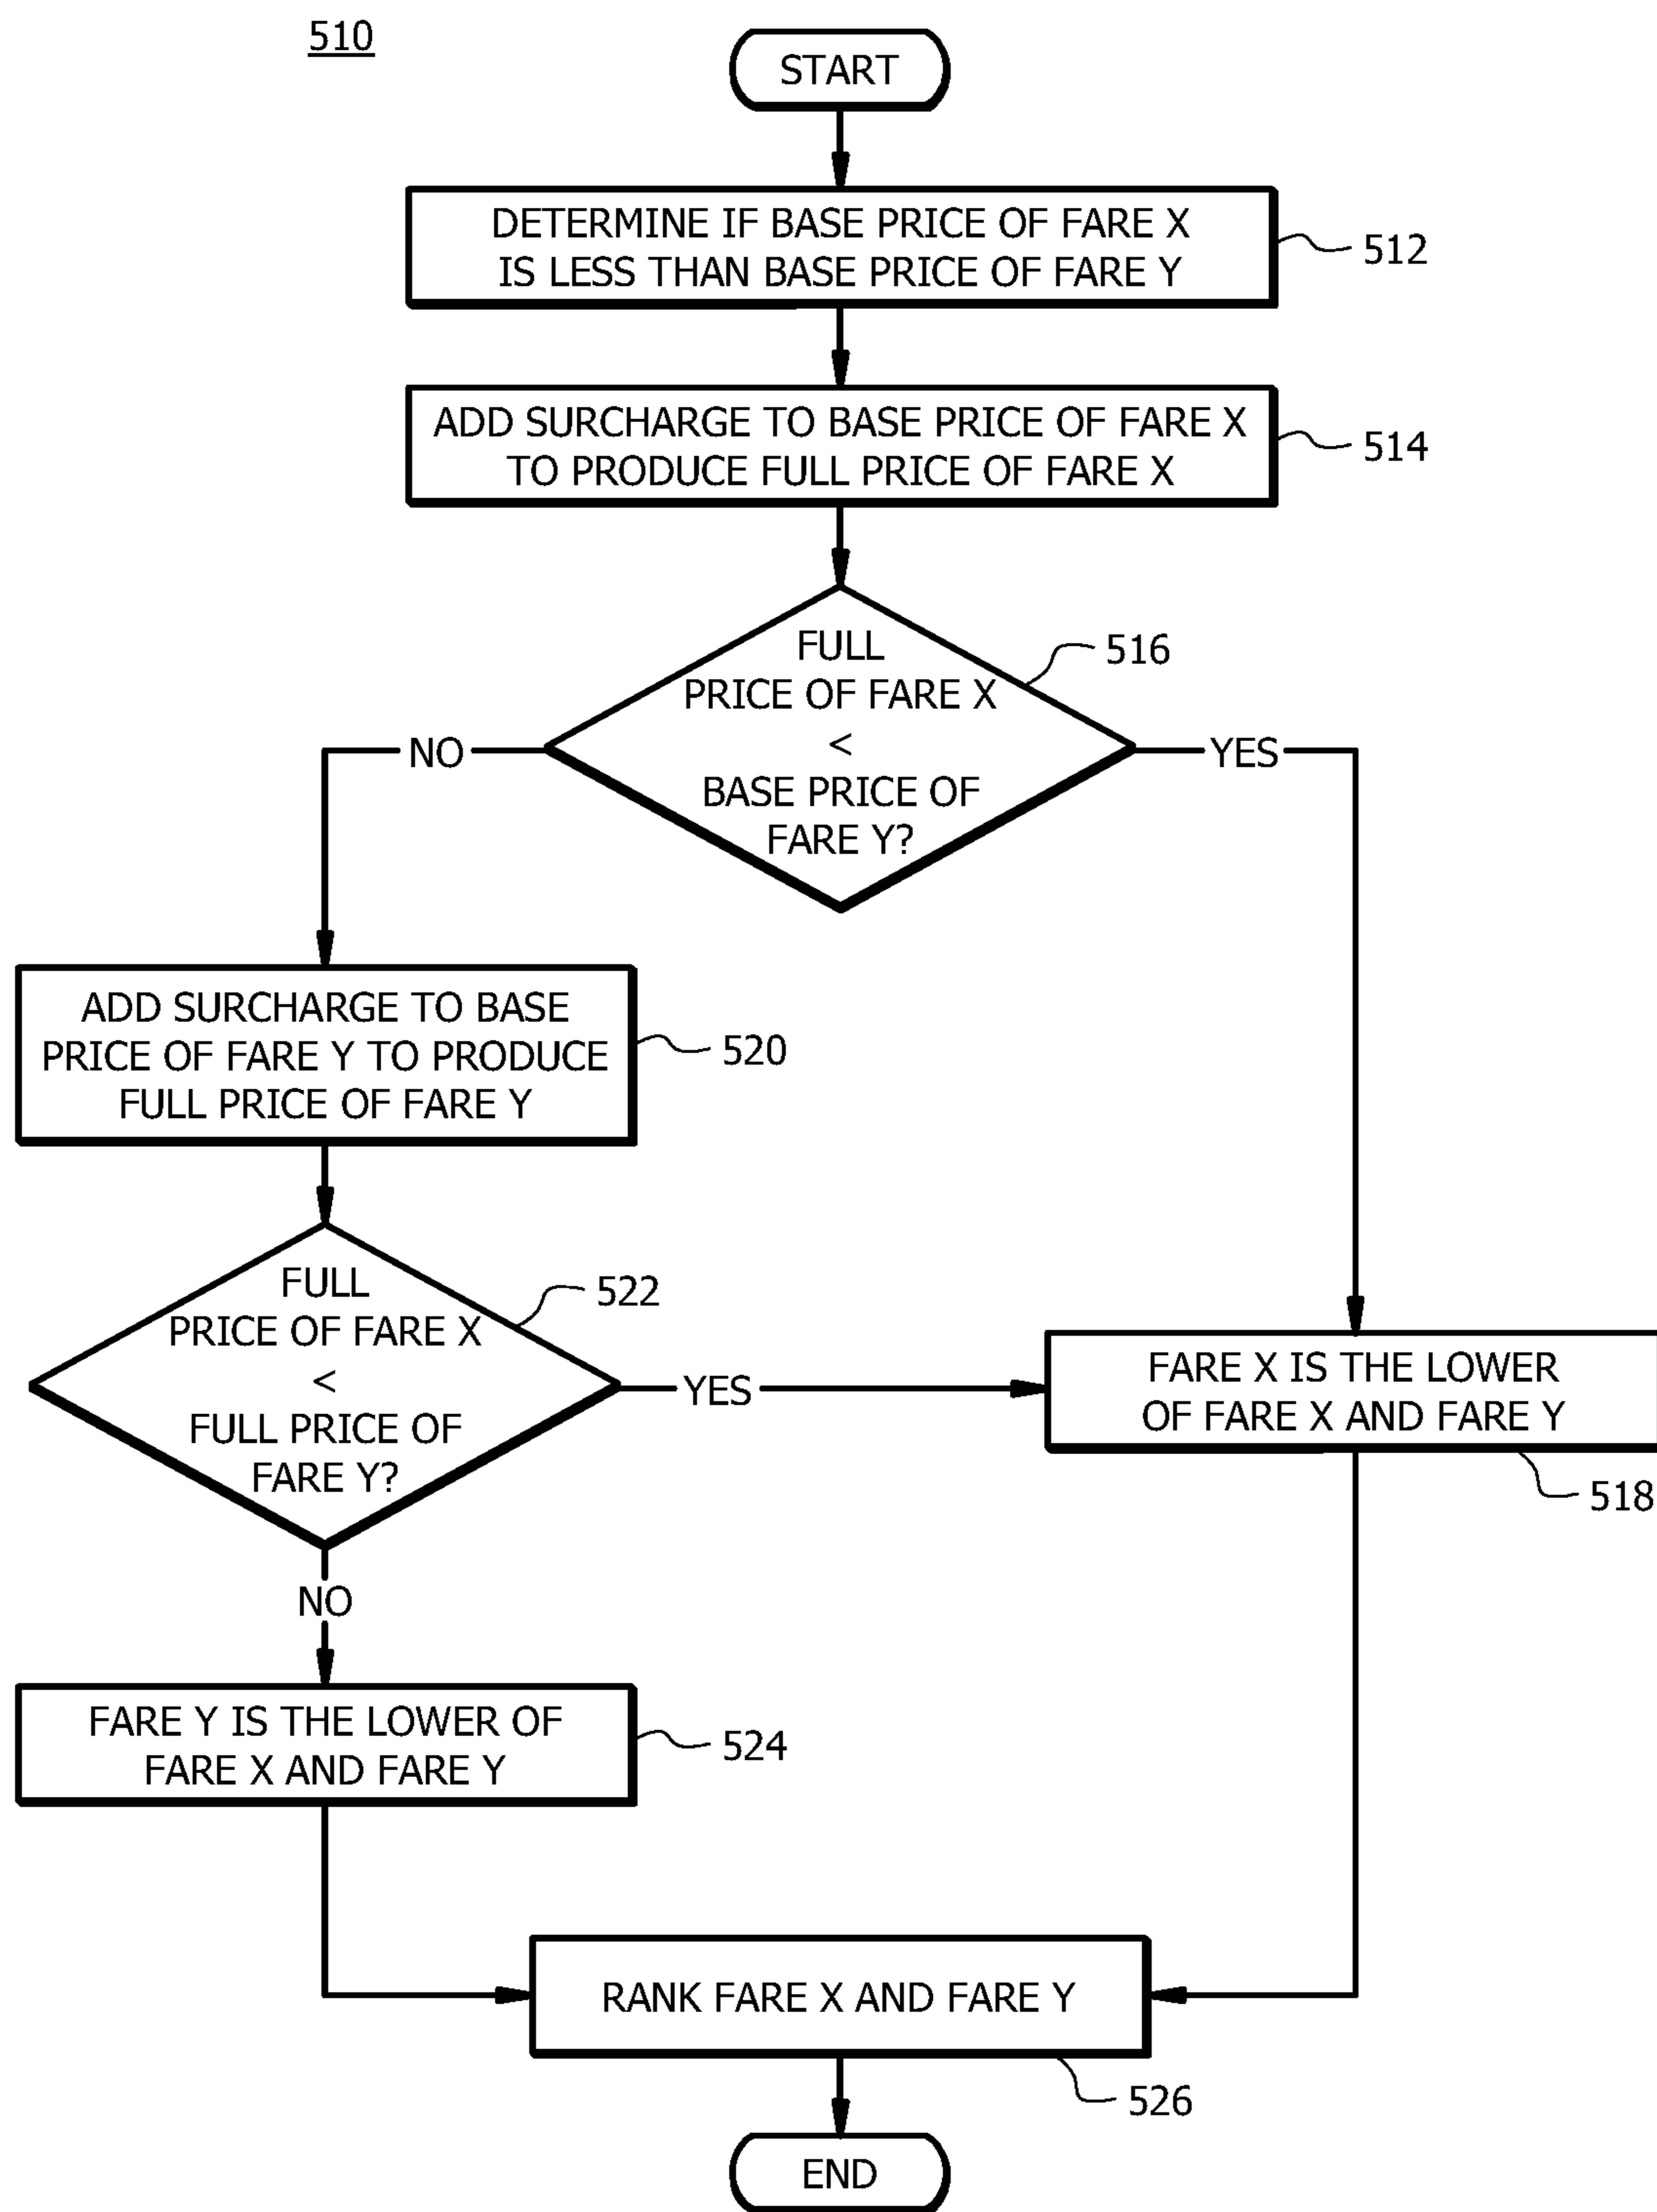 510
START
DETERMINE IF BASE PRICE OF FARE X
IS LESS THAN BASE PRICE OF FARE Y
512
ADD SURCHARGE TO BASE PRICE OF FARE X
TO PRODUCE FULL PRICE OF FARE X
514
FULL
PRICE OF FARE X
<
BASE PRICE OF
FARE Y?
516
NO
YES
ADD SURCHARGE TO BASE
PRICE OF FARE Y TO PRODUCE
FULL PRICE OF FARE Y
520
FULL
PRICE OF FARE X
<
FULL PRICE OF
FARE Y?
522
YES
FARE X IS THE LOWER
OF FARE X AND FARE Y
518
NO
FARE Y IS THE LOWER OF
FARE X AND FARE Y
524
RANK FARE X AND FARE Y
526
END